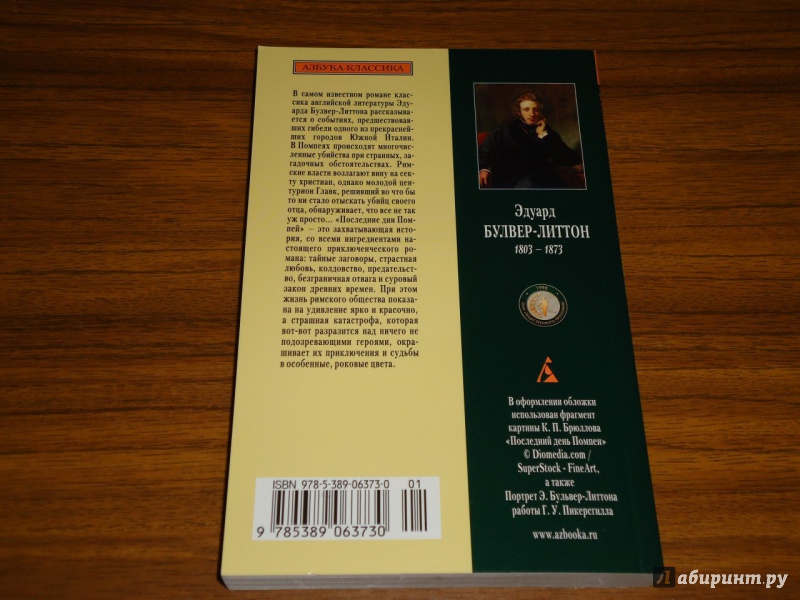 АЗБУКА-КЛАССИКА
В самом известном романе клас-
сика английской литературы Эду-
арда Булвер-Литтона рассказывает-
ся о событиях, предшествовав-
ших гибели одного из прекрасней-
ших городов Южной Италии.
В Помпеях происходят многочис-
ленные убийства при странных, за-
гадочных обстоятельствах. Рим-
ские власти возлагают вину на сек-
ту христиан, однако молодой цен-
турион Главк, решивший во что бы
то ни стало отыскать убийц своего
отца, обнаруживает, что все не так
уж просто... «Последние дни Пом-
пей» – это захватывающая исто-
рия, со всеми ингредиентами на-
стоящего приключенческого ро-
мана: тайные заговоры, страстная
любовь, колдовство, предательст-
во, безграничная отвага и суровый
закон древних времен. При этом
жизнь римского общества показа-
на на удивление ярко и красочно,
а страшная катастрофа, которая
вот-вот разразится над ничего не
подозревающими героями, окра-
шивает их приключения и судьбы
в особенные, роковые цвета.
ISBN 978-5-389-06373-0 01
9 785389 063730
Эдуард
БУЛВЕР-ЛИТТОН
1803 – 1873
1995
В оформлении обложки
использован фрагмент
картины К. П. Брюллова
«Последний день Помпеи»
© Diomedia.com /
SuperStock - FineArt,
а также
Портрет Э. Бульвер-Литтона
работы Г. У. Пикерсгилла
www.azbooka.ru
Лабиринт.ру